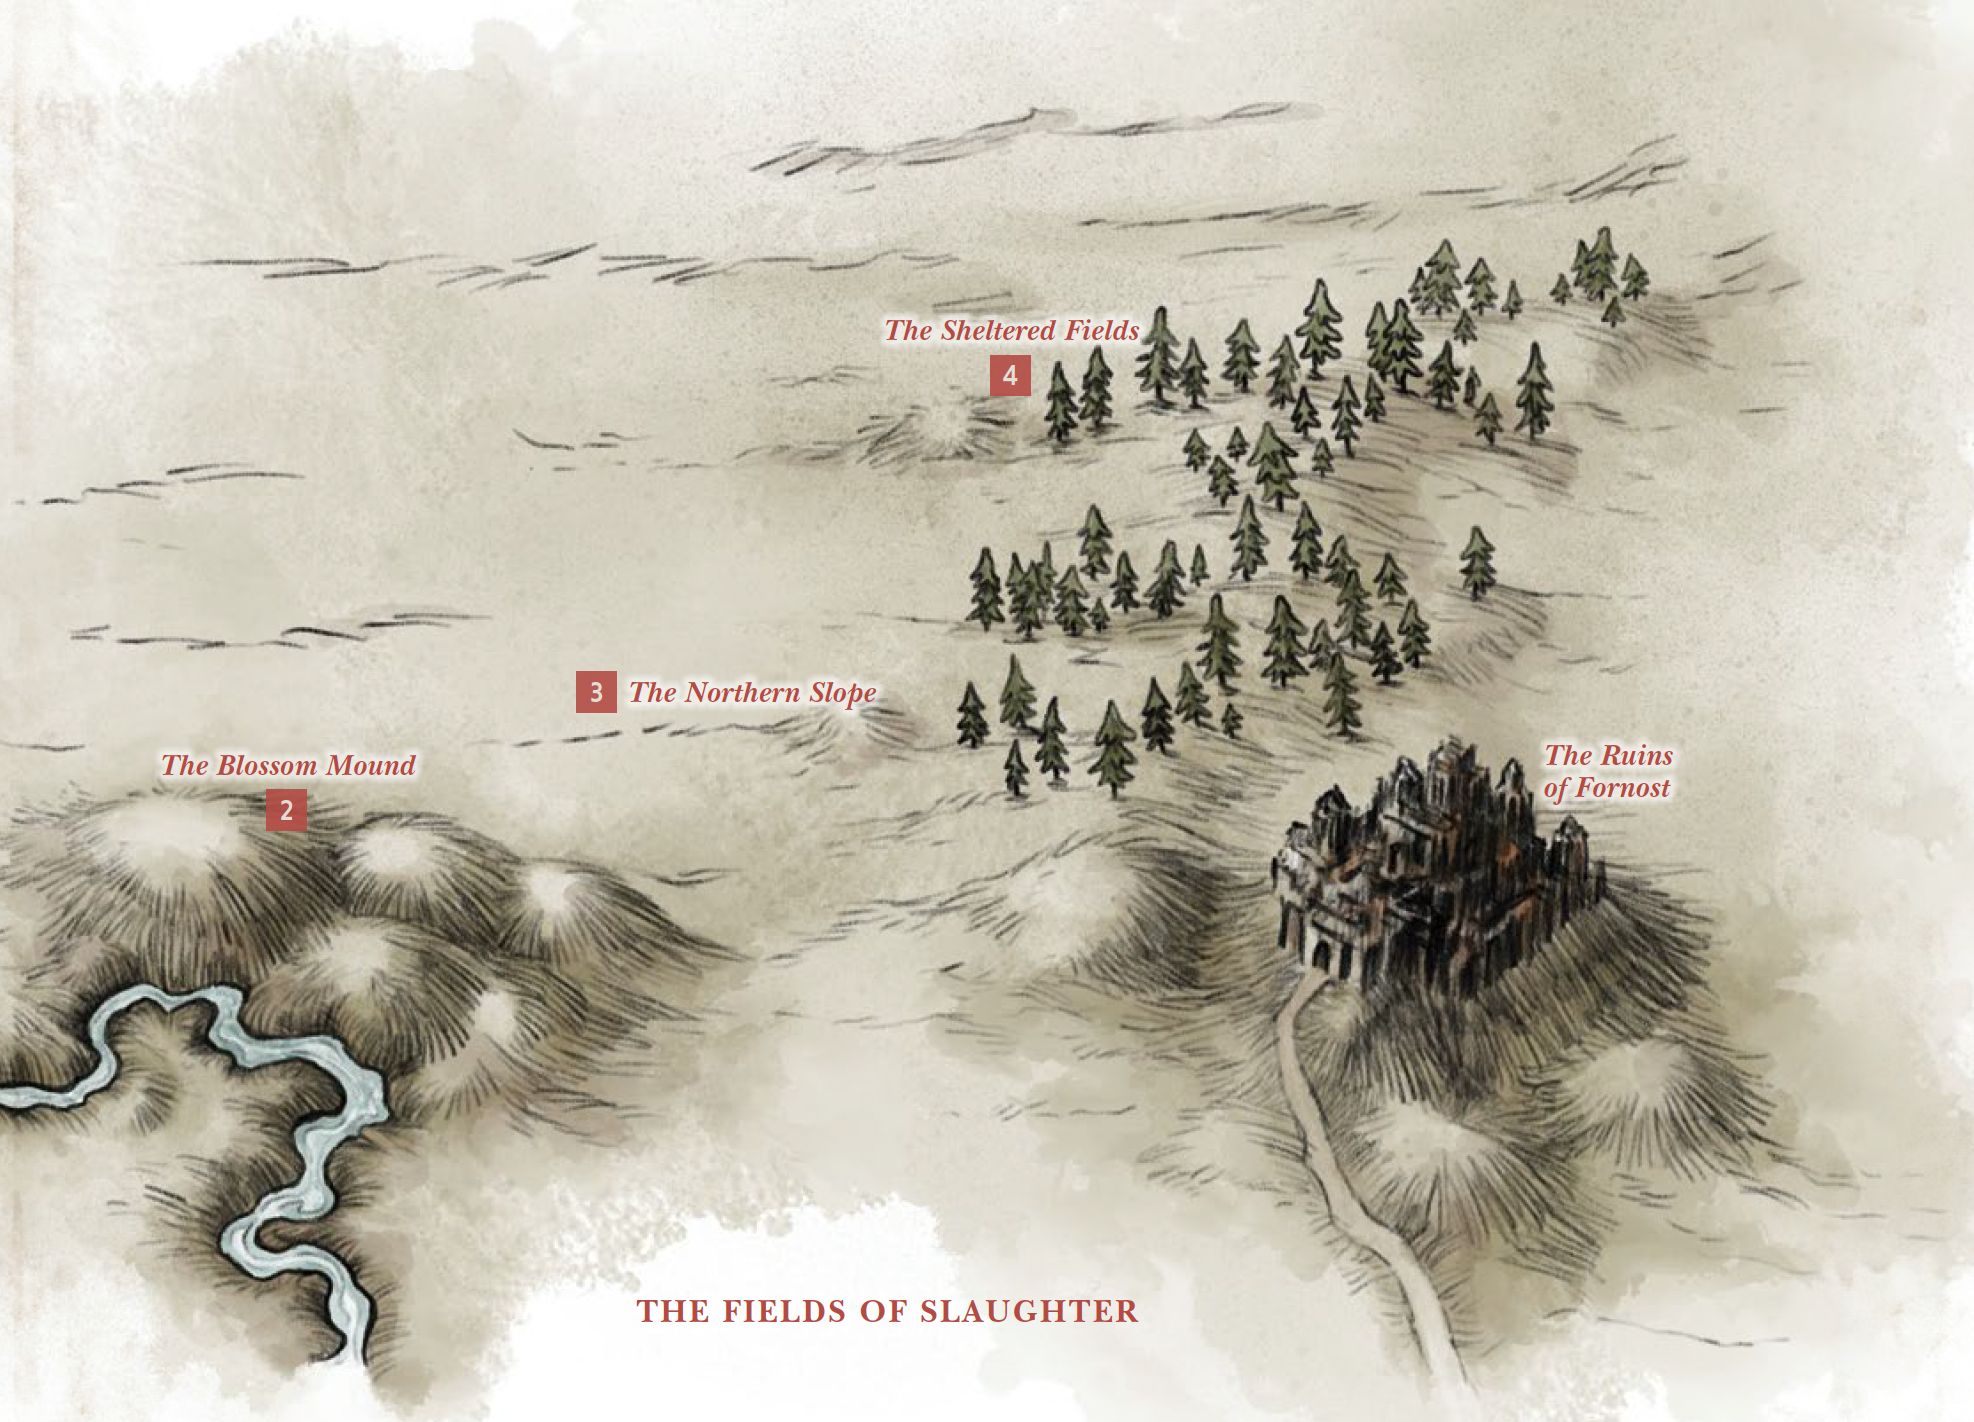 The Sheltered Fields
4
3 The Northern Slope
The Blossom Mound
2
The Ruins
of Fornost
THE FIELDS OF SLAUGHTER